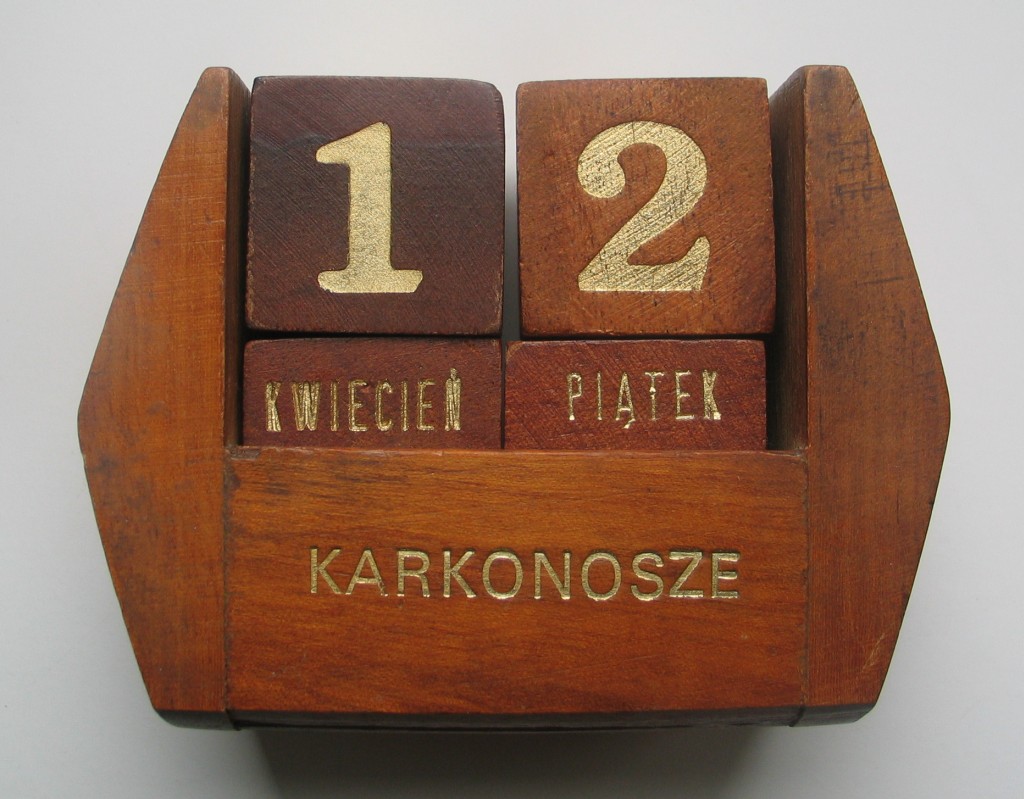 1 2
KWIECIEŃ PIĄTEK
KARKONOSZE